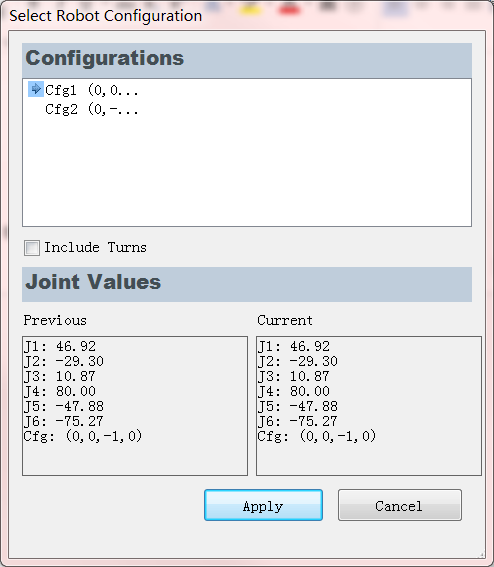 Select Robot Configuration
Configurations
Cfg1 (0,0...
Cfg2 (0,-...
Include Turns
Joint Values
Previous
Current
J1: 46.92
J2: -29.30
J3: 10.87
J4: 80.00
J5: -47.88
J6: -75.27
Cfg: (0,0,-1,0)
J1: 46.92
J2: -29.30
J3: 10.87
J4: 80.00
J5: -47.88
J6: -75.27
Cfg: (0,0,-1,0)
Apply
Cancel